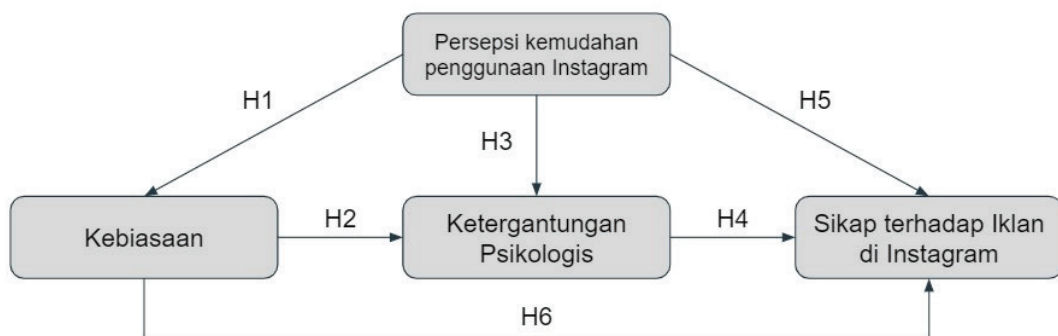 Persepsi kemudahan
penggunaan Instagram
H1
H5
H3
Kebiasaan
H2
Ketergantungan
Psikologis
H4
Sikap terhadap Iklan
di Instagram
H6